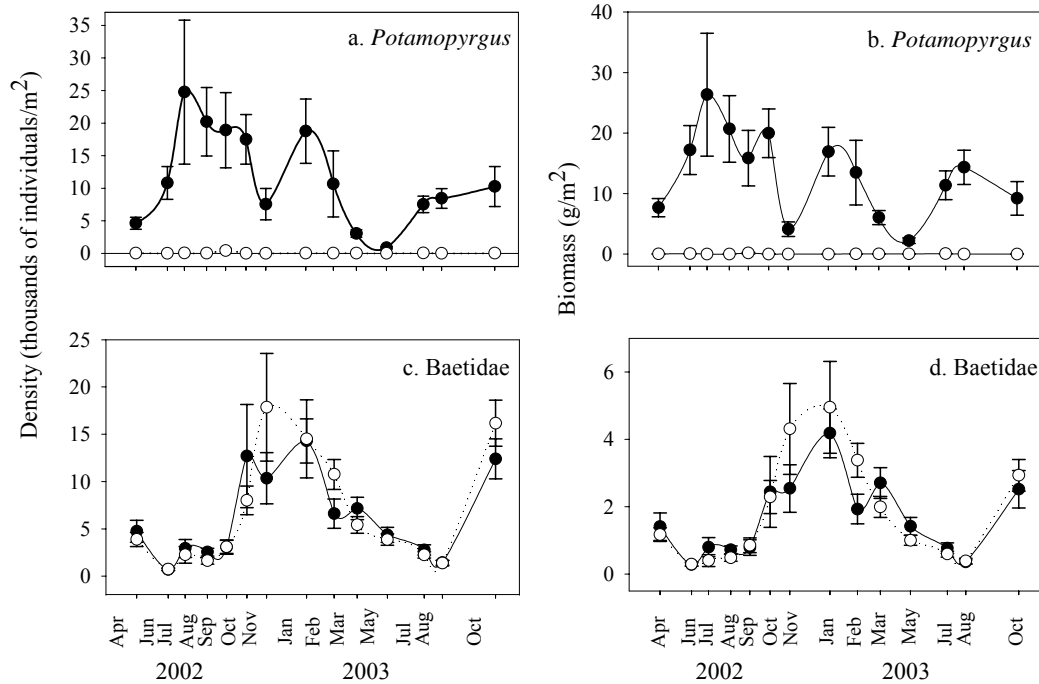 Density (thousands of individuals/m²)
35
30
25
20
15
10
5
0
a. Potamopyrgus
Biomass (g/m²)
40
30
20
10
0
b. Potamopyrgus
25
20
15
10
5
0
c. Baetidae
6
4
2
0
d. Baetidae
Apr
Jun
Jul
Aug
Sep
Oct
Nov
Jan
Feb
Mar
May
Jul
Aug
Oct
2002
2003
Apr
Jun
Jul
Aug
Sep
Oct
Nov
Jan
Feb
Mar
May
Jul
Aug
Oct
2002
2003